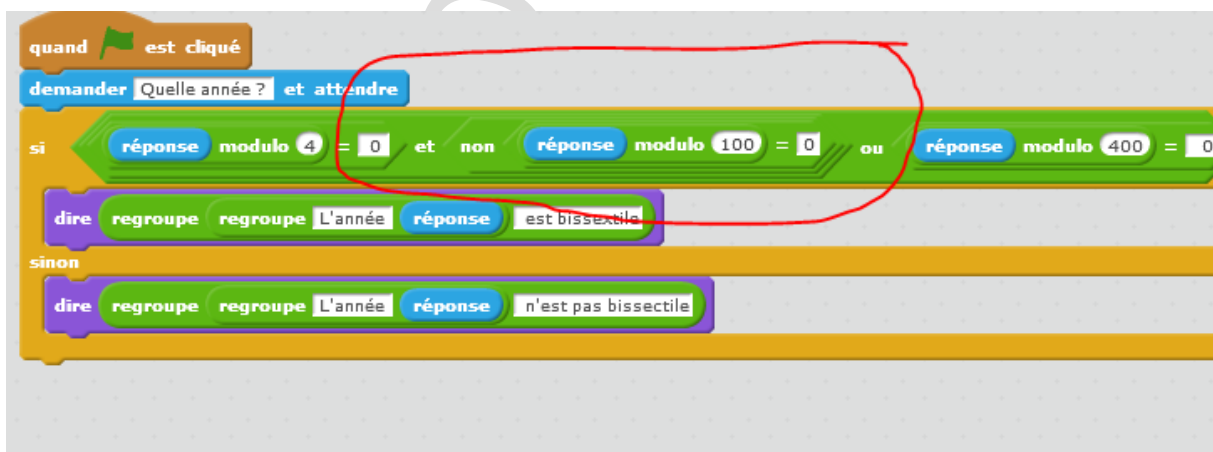 quand est cliqué
demander Quelle année ? et attendre
si réponse modulo 4 = 0 et non réponse modulo 100 = 0 ou réponse modulo 400 = 0
dire regroupe regroupe L'année réponse est bissextile
sinon
dire regroupe regroupe L'année réponse n'est pas bissectile